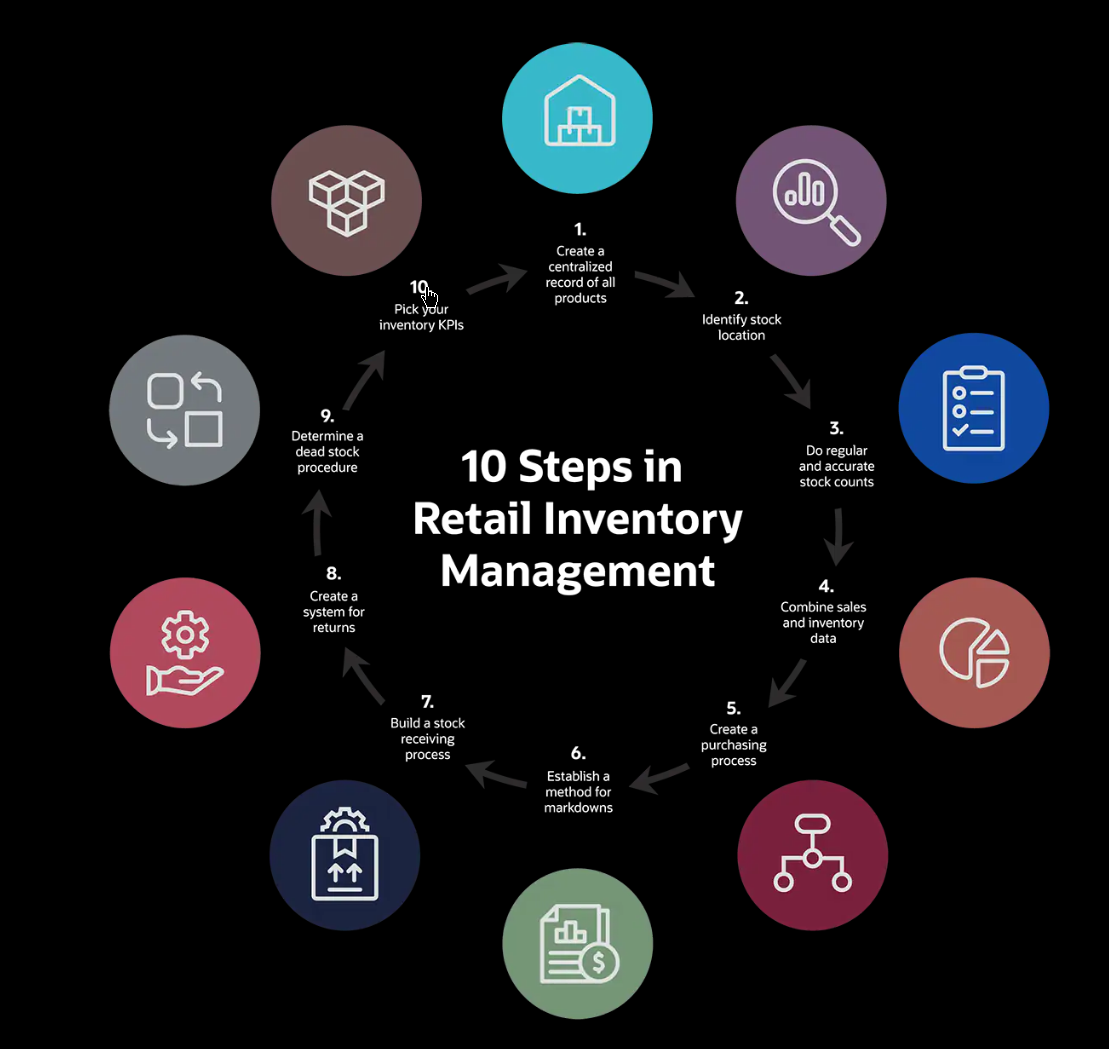 1.
Create a
centralized
record of all
products
2.
Identify stock
location
3.
Do regular
and accurate
stock counts
4.
Combine sales
and inventory
data
5.
Create a
purchasing
process
6.
Establish a
method for
markdowns
7.
Build a stock
receiving
process
8.
Create a
system for
returns
9.
Determine a
dead stock
procedure
10.
Pick your
inventory KPIs
10 Steps in
Retail Inventory
Management
$